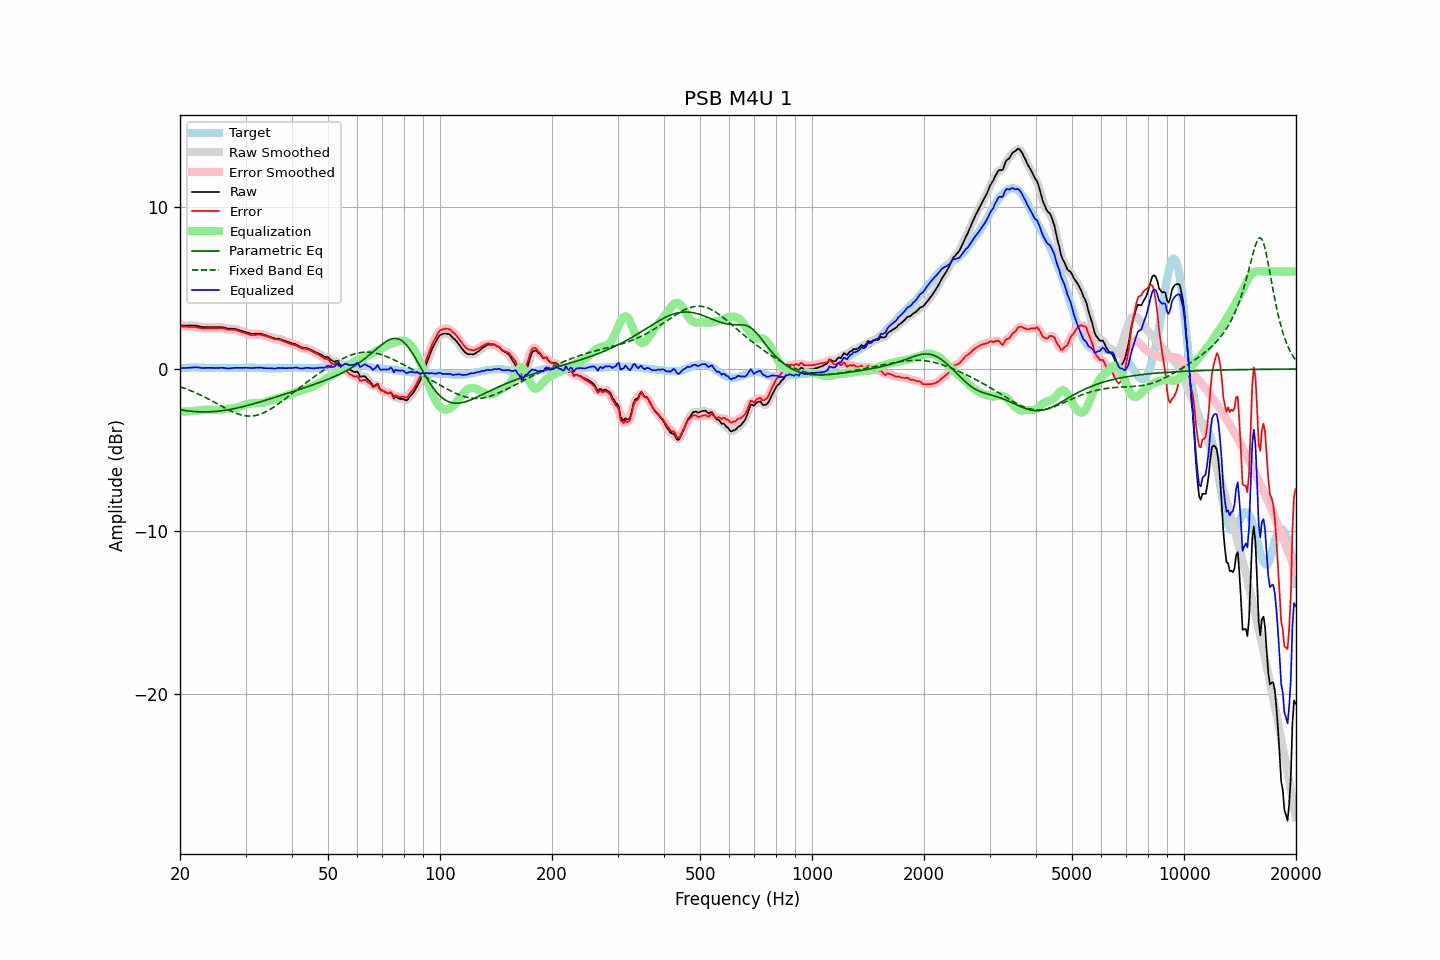 PSB M4U 1
Target
Raw Smoothed
Error Smoothed
Raw
Error
Equalization
Parametric Eq
Fixed Band Eq
Equalized
10
0
−10
−20
Amplitude (dBr)
20 50 100 200 500 1000 2000 5000 10000 20000
Frequency (Hz)